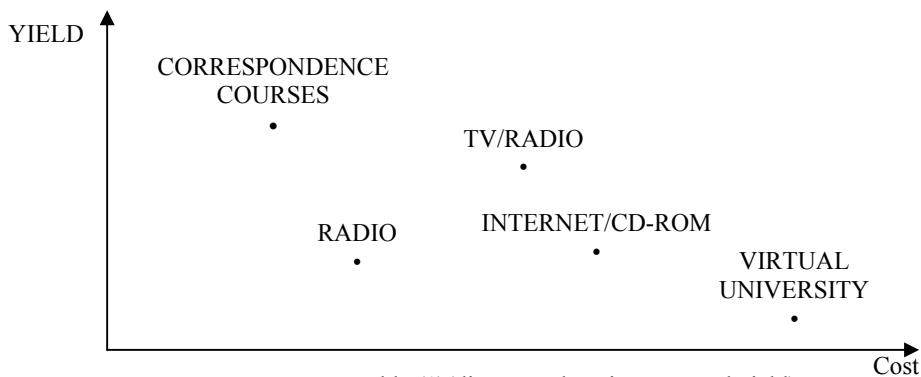 YIELD
CORRESPONDENCE
COURSES
TV/RADIO
RADIO
INTERNET/CD-ROM
VIRTUAL
UNIVERSITY
Cost